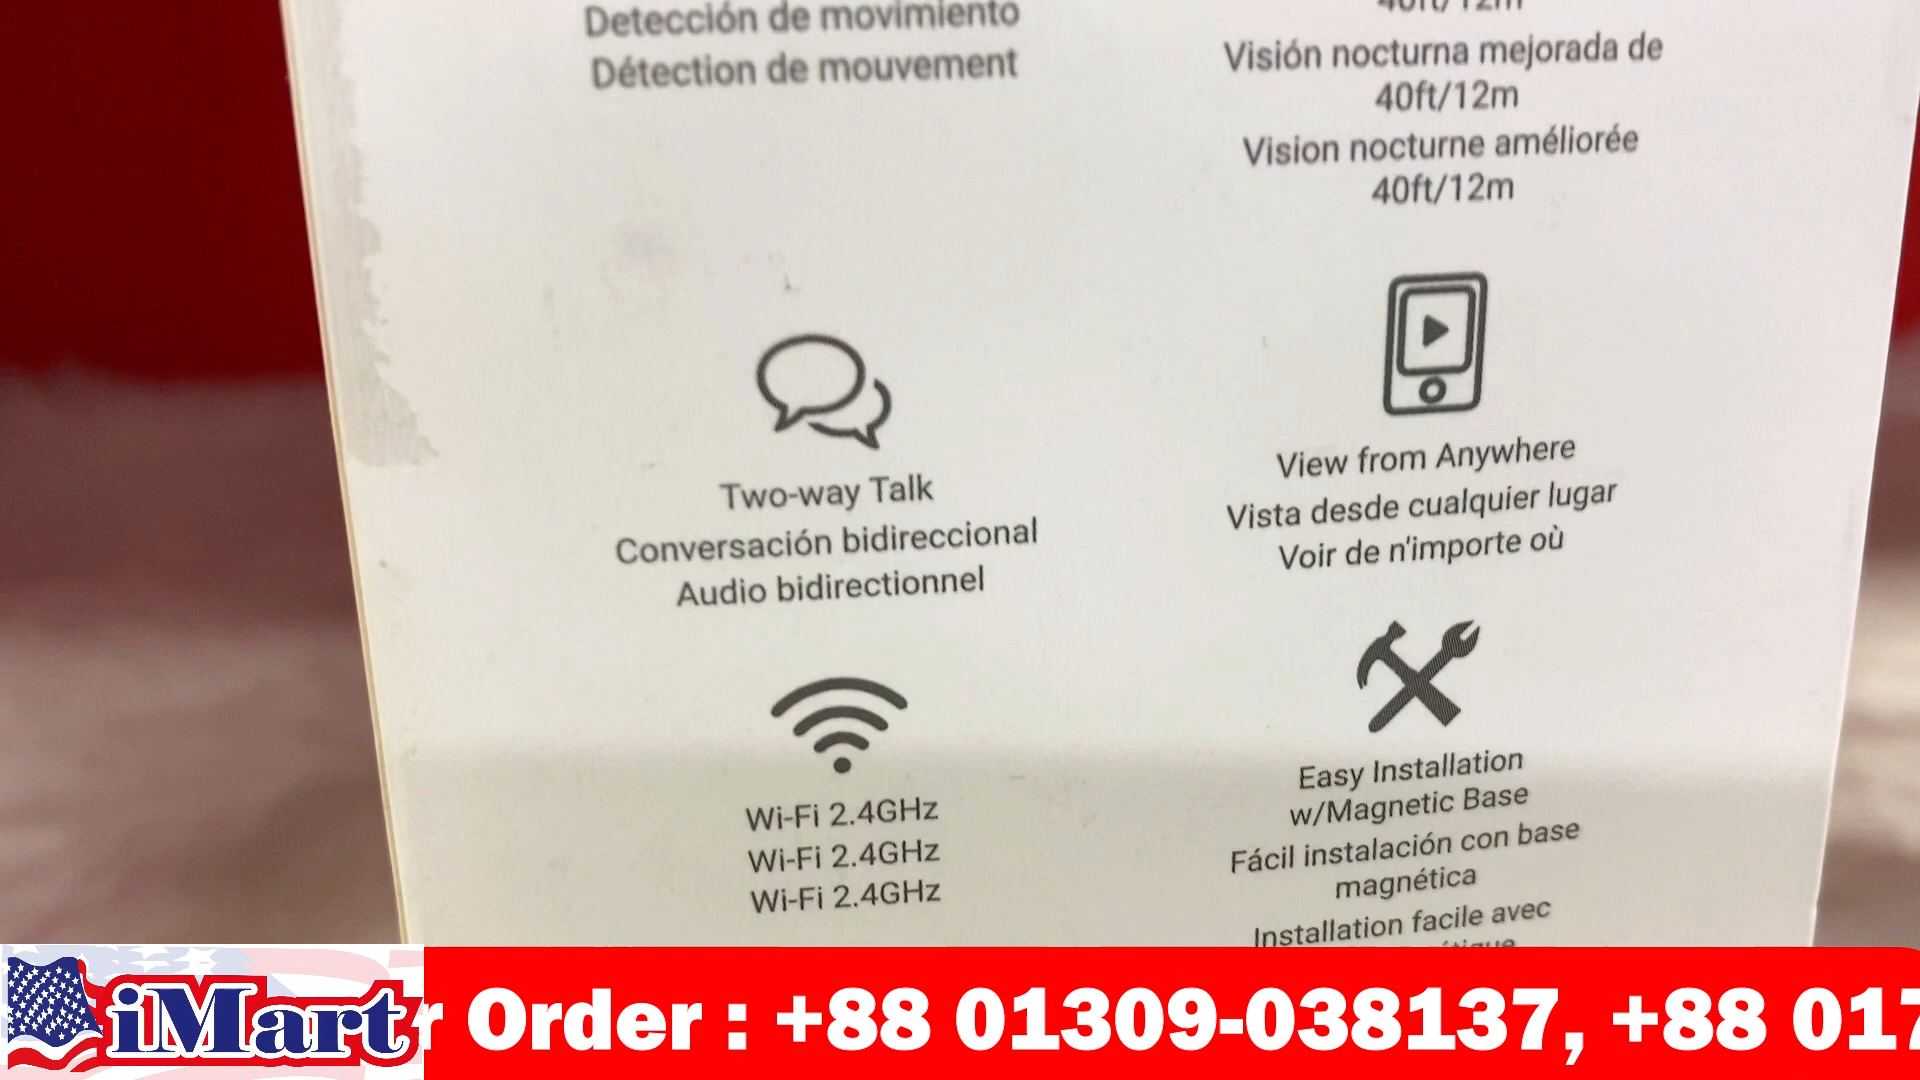 Detección de movimiento
Détection de mouvement
40ft/12m
Visión nocturna mejorada de
40ft/12m
Vision nocturne améliorée
40ft/12m
Two-way Talk
Conversación bidireccional
Audio bidirectionnel
View from Anywhere
Vista desde cualquier lugar
Voir de n'importe où
Wi-Fi 2.4GHz
Wi-Fi 2.4GHz
Wi-Fi 2.4GHz
Easy Installation
w/Magnetic Base
Fácil instalación con base
magnética
Installation facile avec
iMart
r Order : +88 01309-038137, +88 017